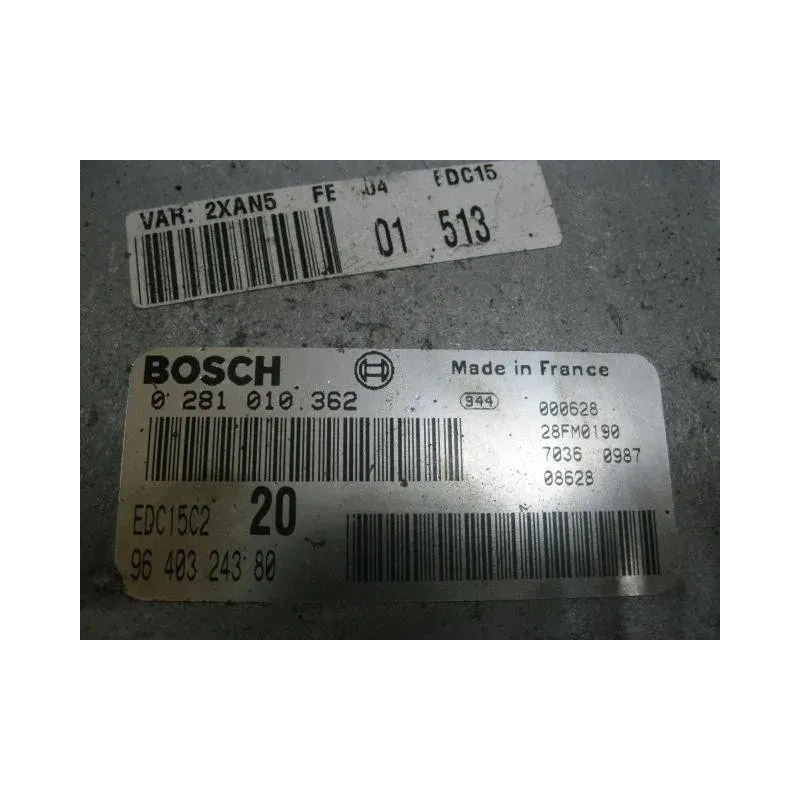 VAR: 2XAN5 FE 04 EDC15
01 513
BOSCH Made in France
0 281 010 362 944 000628
28FM0190
7036 0987
08628
EDC15C2 20
96 403 243 80